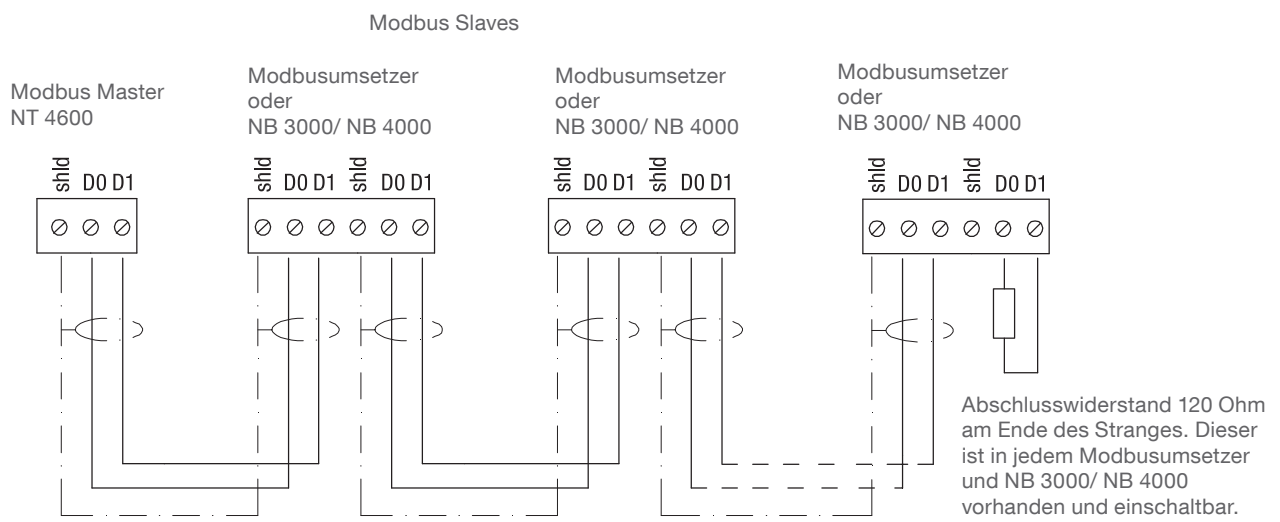 Modbus Slaves
Modbus Master
NT 4600
Modbusumsetzer
oder
NB 3000/ NB 4000
Modbusumsetzer
oder
NB 3000/ NB 4000
Modbusumsetzer
oder
NB 3000/ NB 4000
shld D0 D1
shld D0 D1 shld D0 D1
shld D0 D1 shld D0 D1
shld D0 D1 shld D0 D1
Abschlusswiderstand 120 Ohm
am Ende des Stranges. Dieser
ist in jedem Modbusumsetzer
und NB 3000/ NB 4000
vorhanden und einschaltbar.